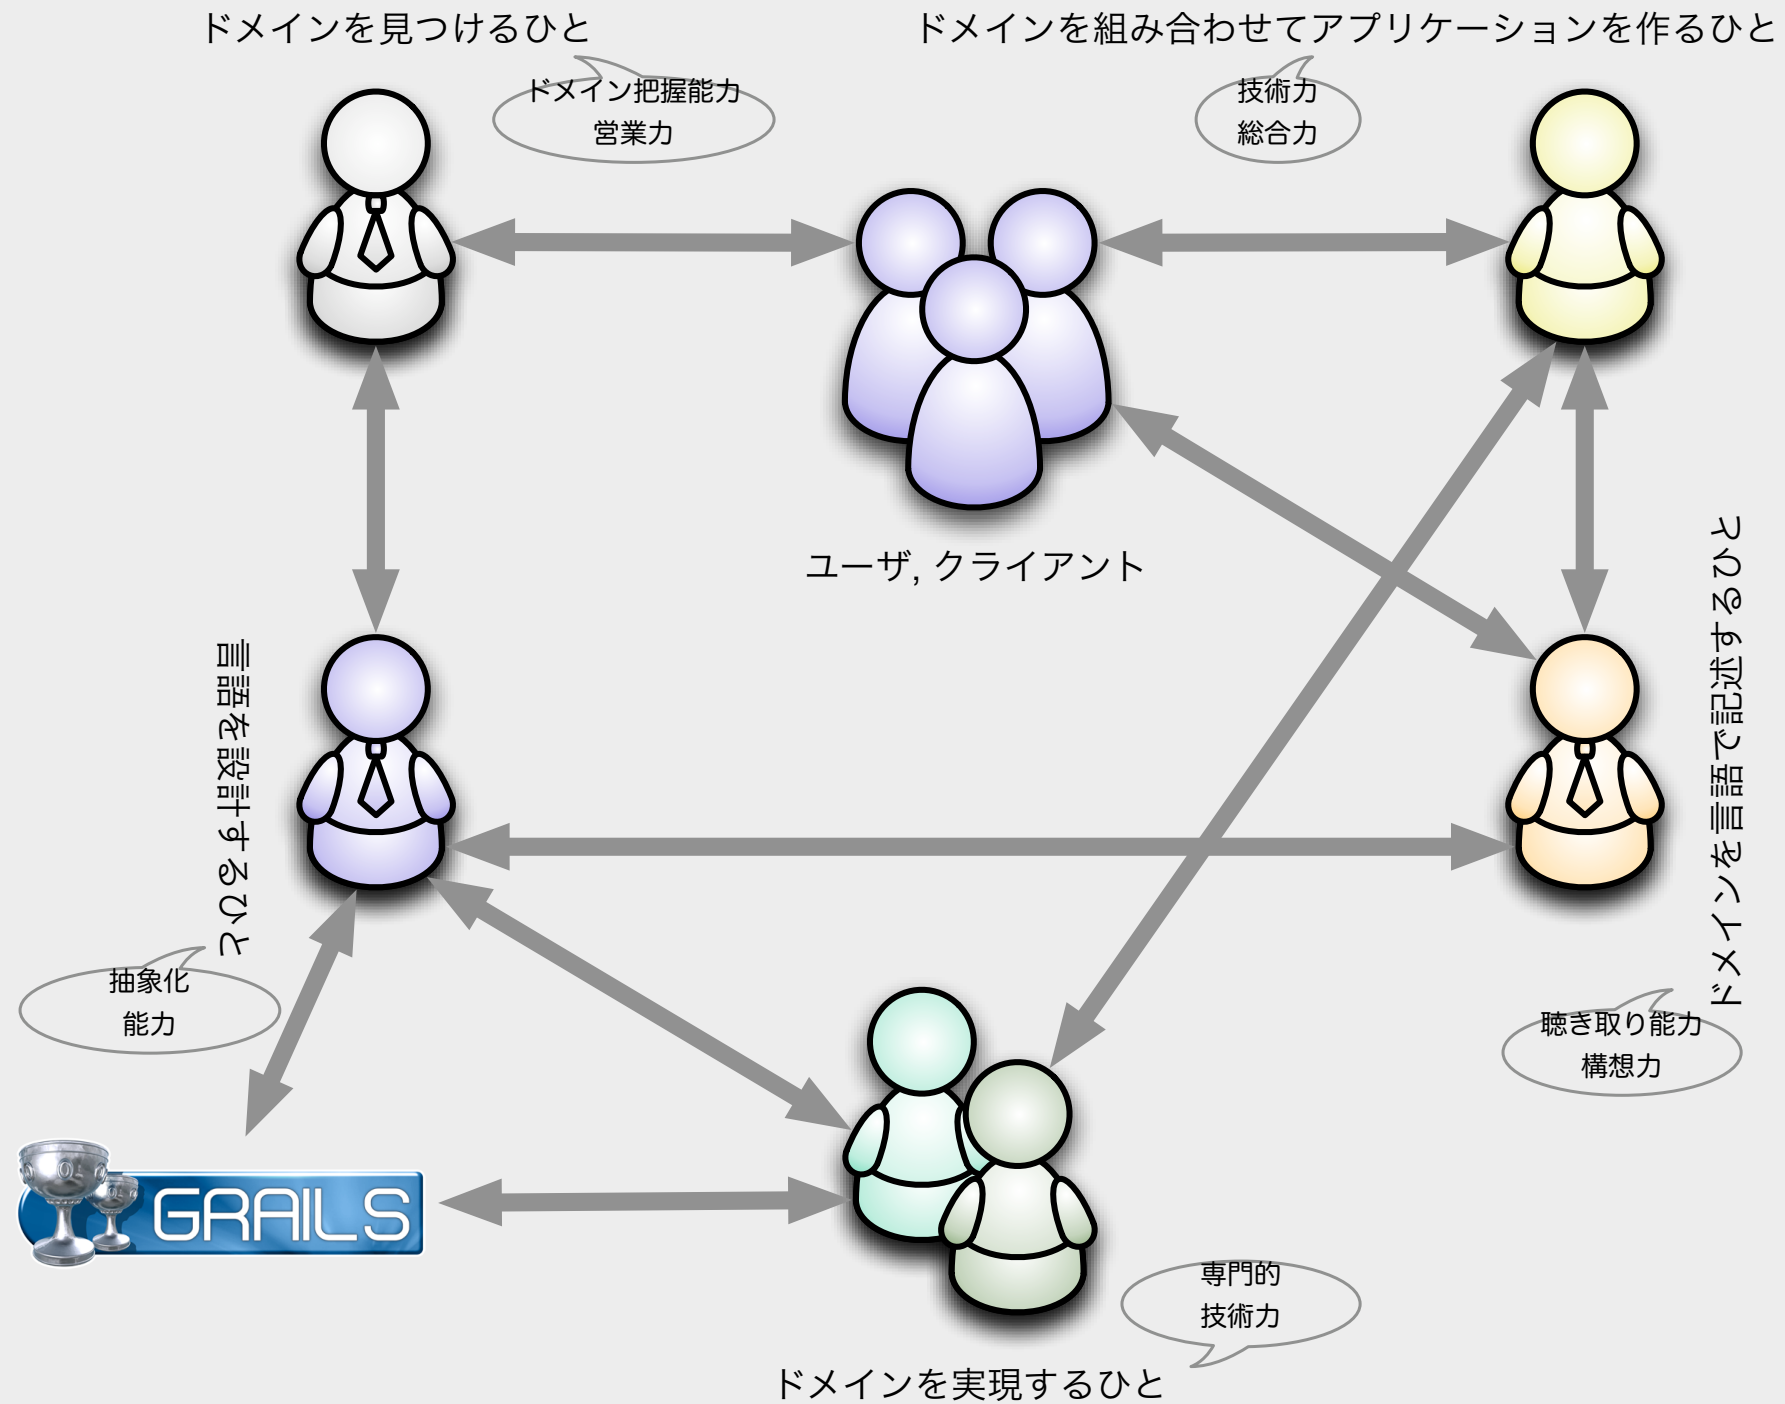 ドメインを見つけるひと
ドメインを組み合わせてアプリケーションを作るひと
ドメイン把握能力
営業力
技術力
総合力
ユーザ, クライアント
言語を設計するひと
ドメインを言語で記述するひと
抽象化
能力
聴き取り能力
構想力
GRAILS
専門的
技術力
ドメインを実現するひと